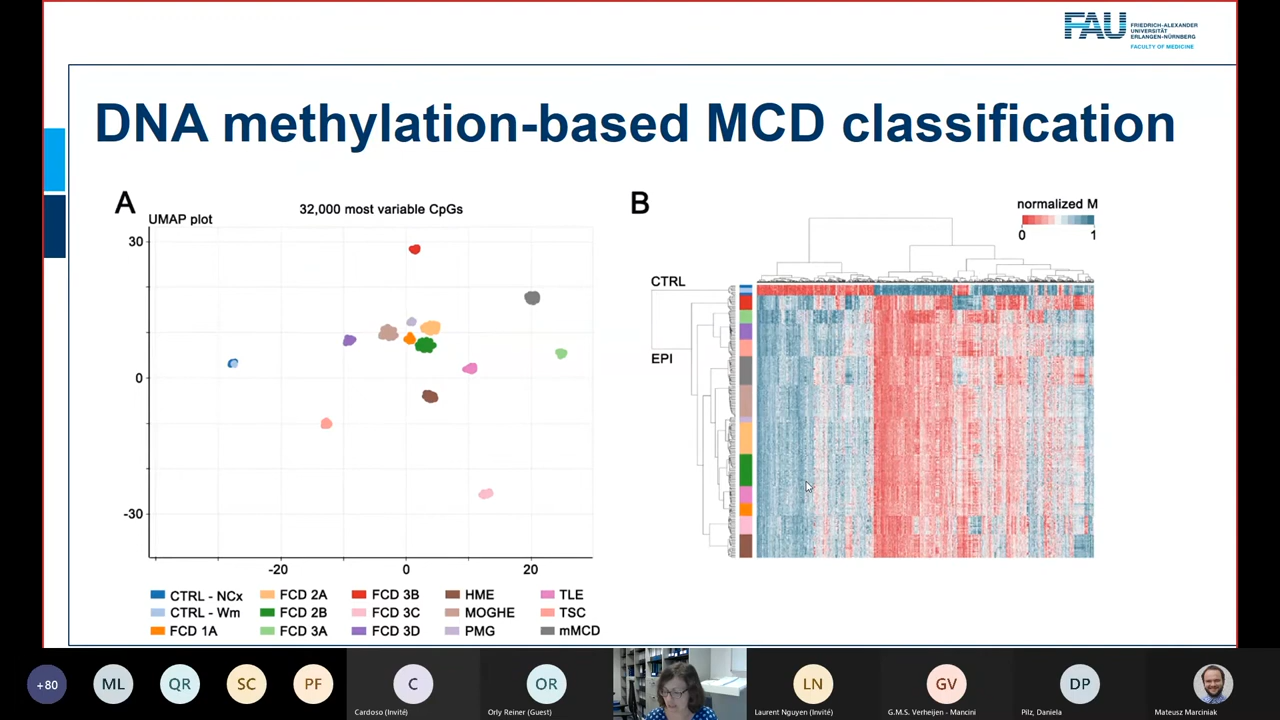 FAU
FRIEDRICH-ALEXANDER
UNIVERSITÄT
ERLANGEN-NÜRNBERG
FACULTY OF MEDICINE
DNA methylation-based MCD classification
A
UMAP plot
32,000 most variable CpGs
30
0
-30
-20
0
20
CTRL - NCx
FCD 2A
FCD 3B
HME
TLE
CTRL - Wm
FCD 2B
FCD 3C
MOGHE
TSC
FCD 1A
FCD 3A
FCD 3D
PMG
mMCD
B
normalized M
0
1
CTRL
EPI
+80
ML
QR
SC
PF
C
Cardoso (Invité)
OR
Orly Reiner (Guest)
LN
Laurent Nguyen (Invité)
GV
G.M.S. Verheijen - Mancini
DP
Pilz, Daniela
Mateusz Marciniak